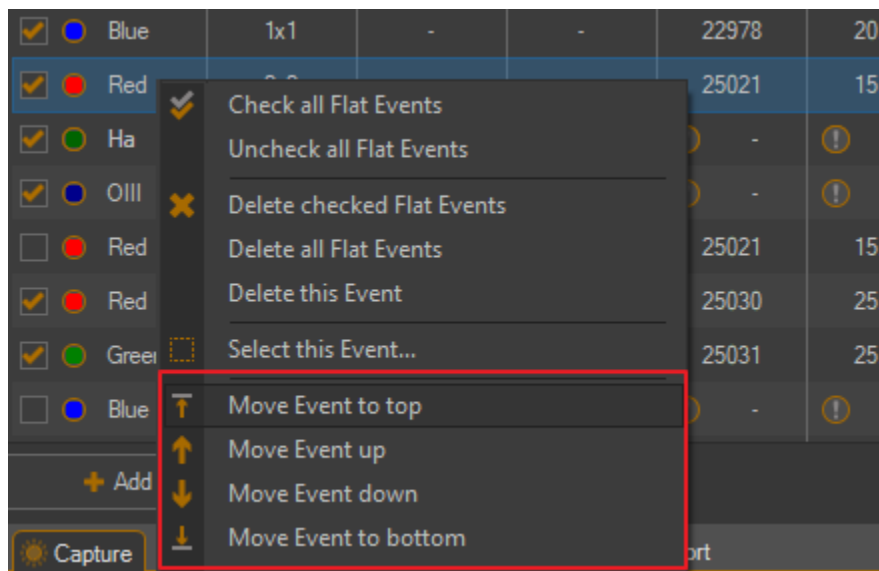 Blue 1x1 - - 22978 20
Red 25021 15
Check all Flat Events
Ha -
Uncheck all Flat Events
OIII -
Delete checked Flat Events
Red 25021 15
Delete all Flat Events
Red 25030 25
Delete this Event
Green 25031 25
Select this Event...
Blue -
Move Event to top
Move Event up
Add
Move Event down
Capture
Move Event to bottom